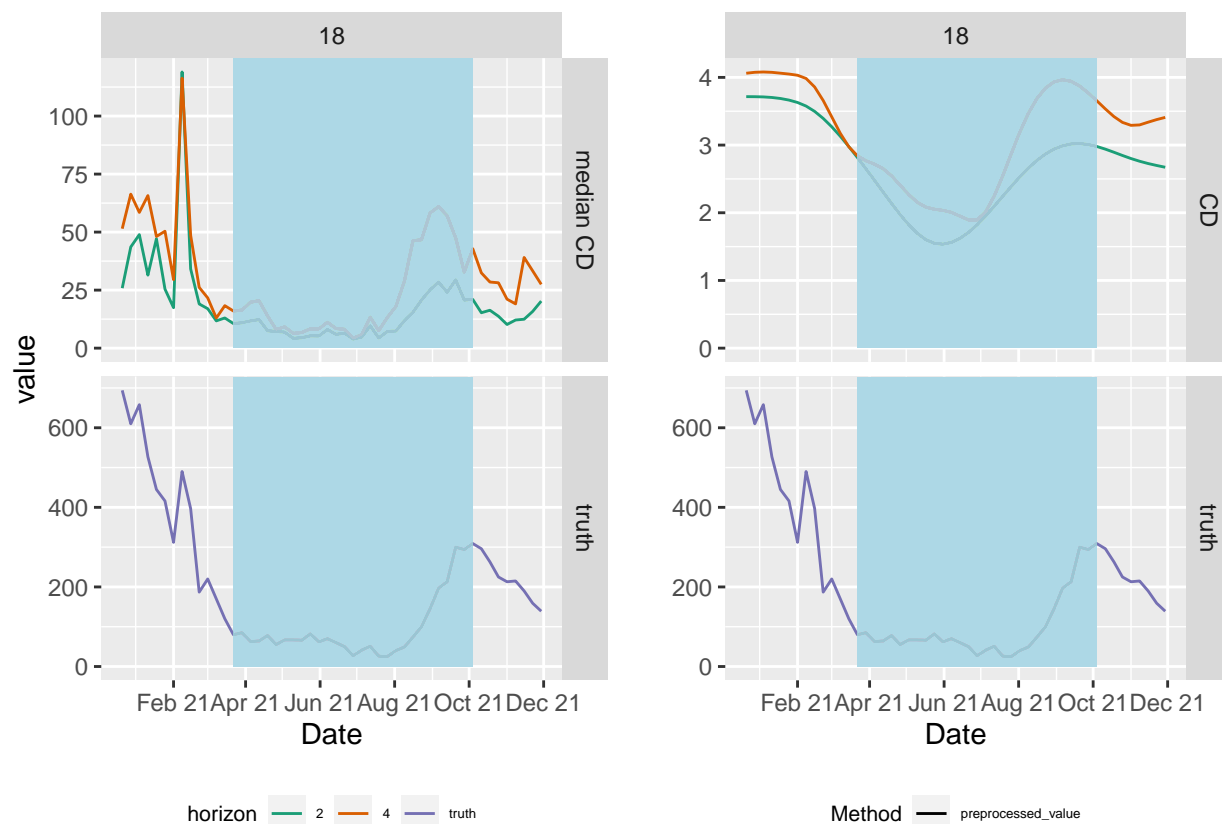 18
18
100
75
50
25
0
median CD
4
3
2
1
0
CD
value
600
400
200
0
truth
600
400
200
0
truth
Feb 21 Apr 21 Jun 21 Aug 21 Oct 21 Dec 21
Feb 21 Apr 21 Jun 21 Aug 21 Oct 21 Dec 21
Date
Date
horizon 2 4 truth
Method preprocessed_value